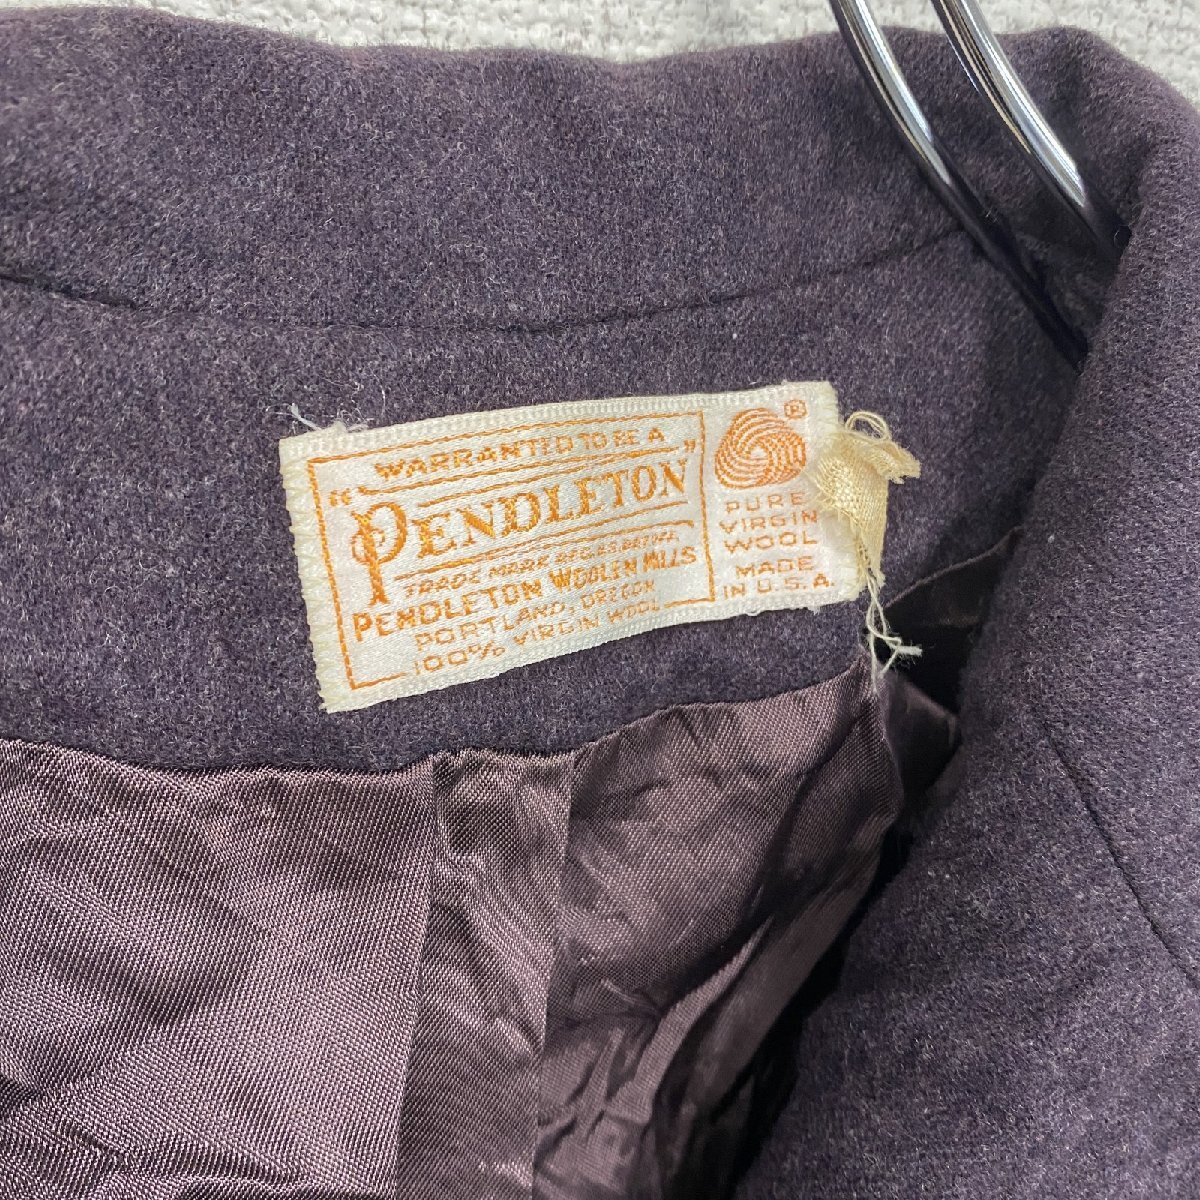 WARRANTED TO BE A
"PENDLETON"
TRADE MARK REG.U.S.PAT.OFF.
PENDLETON WOOLEN MILLS
PORTLAND, OREGON
100% VIRGIN WOOL
®
PURE
VIRGIN
WOOL
MADE
IN U.S.A.